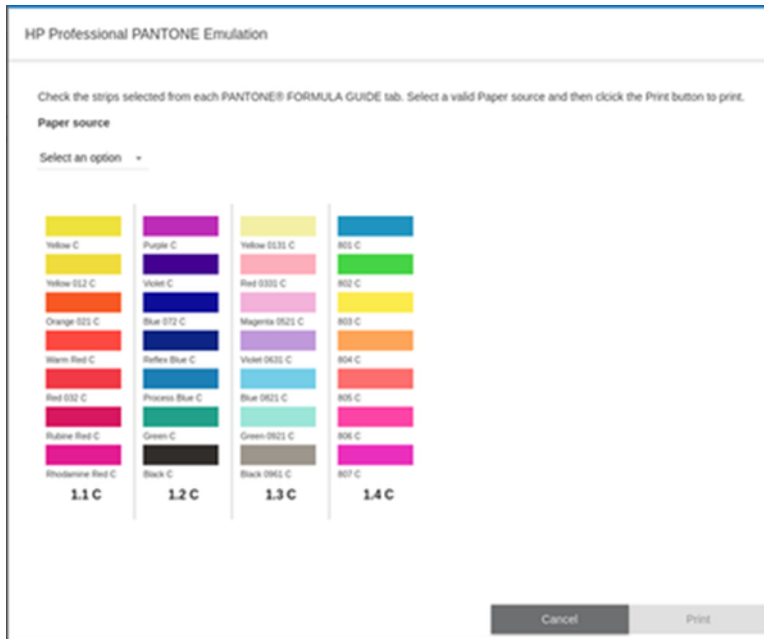 HP Professional PANTONE Emulation
Check the strips selected from each PANTONE® FORMULA GUIDE tab. Select a valid Paper source and then clcick the Print button to print.
Paper source
Select an option
Yellow C
Yellow 012 C
Orange 021 C
Warm Red C
Red 032 C
Rubine Red C
Rhodamine Red C
1.1 C
Purple C
Violet C
Blue 072 C
Reflex Blue C
Process Blue C
Green C
Black C
1.2 C
Yellow 0131 C
Red 0331 C
Magenta 0521 C
Violet 0631 C
Blue 0821 C
Green 0921 C
Black 0961 C
1.3 C
801 C
802 C
803 C
804 C
805 C
806 C
807 C
1.4 C
Cancel
Print